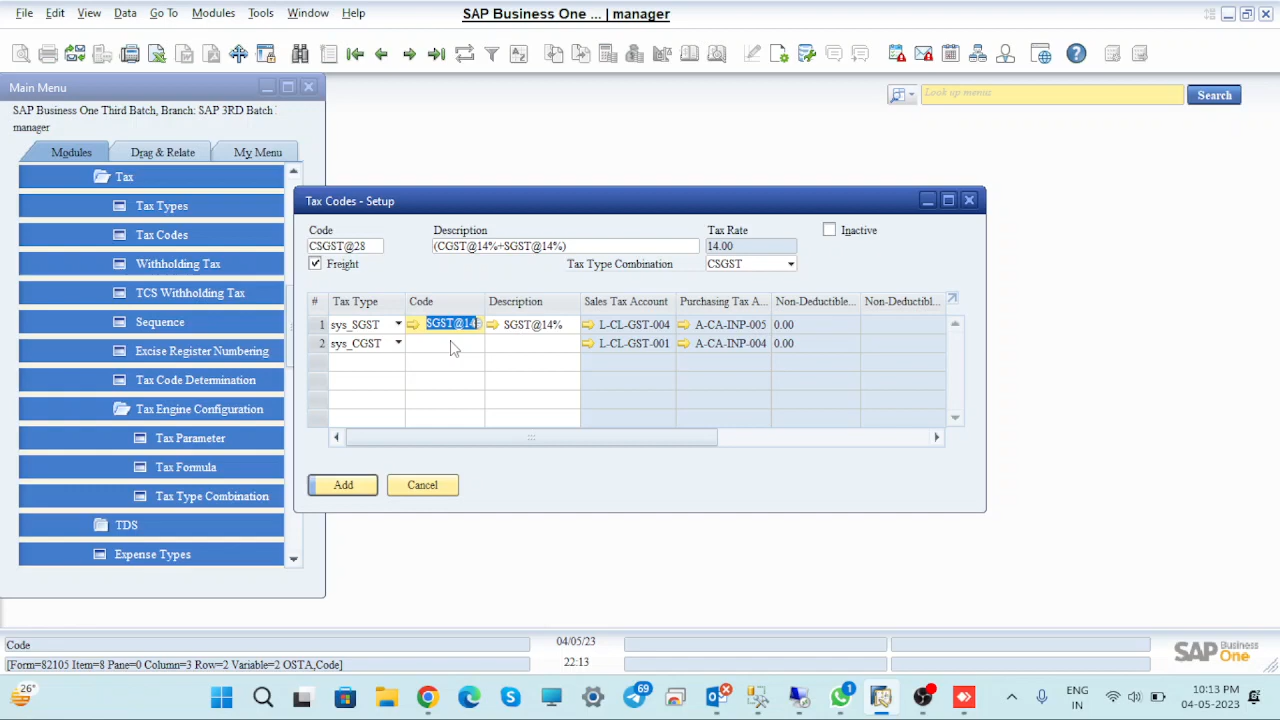 File Edit View Data Go To Modules Tools Window Help
SAP Business One ... | manager
Main Menu
SAP Business One Third Batch, Branch: SAP 3RD Batch
manager
Look up menus
Search
Modules Drag & Relate My Menu
Tax
Tax Types
Tax Codes
Withholding Tax
TCS Withholding Tax
Sequence
Excise Register Numbering
Tax Code Determination
Tax Engine Configuration
Tax Parameter
Tax Formula
Tax Type Combination
TDS
Expense Types
Tax Codes - Setup
Code Description Tax Rate Inactive
CSGST@28 (CGST@14%+SGST@14%) 14.00
Freight Tax Type Combination CSGST
# Tax Type Code Description Sales Tax Account Purchasing Tax A... Non-Deductible... Non-Deductibl...
1 sys_SGST SGST@14 SGST@14% L-CL-GST-004 A-CA-INP-005 0.00
2 sys_CGST L-CL-GST-001 A-CA-INP-004 0.00
Add Cancel
Code
[Form=82105 Item=8 Pane=0 Column=3 Row=2 Variable=2 OSTA,Code]
04/05/23
22:13
SAP Business One
26°
69
1
ENG
IN
10:13 PM
04-05-2023